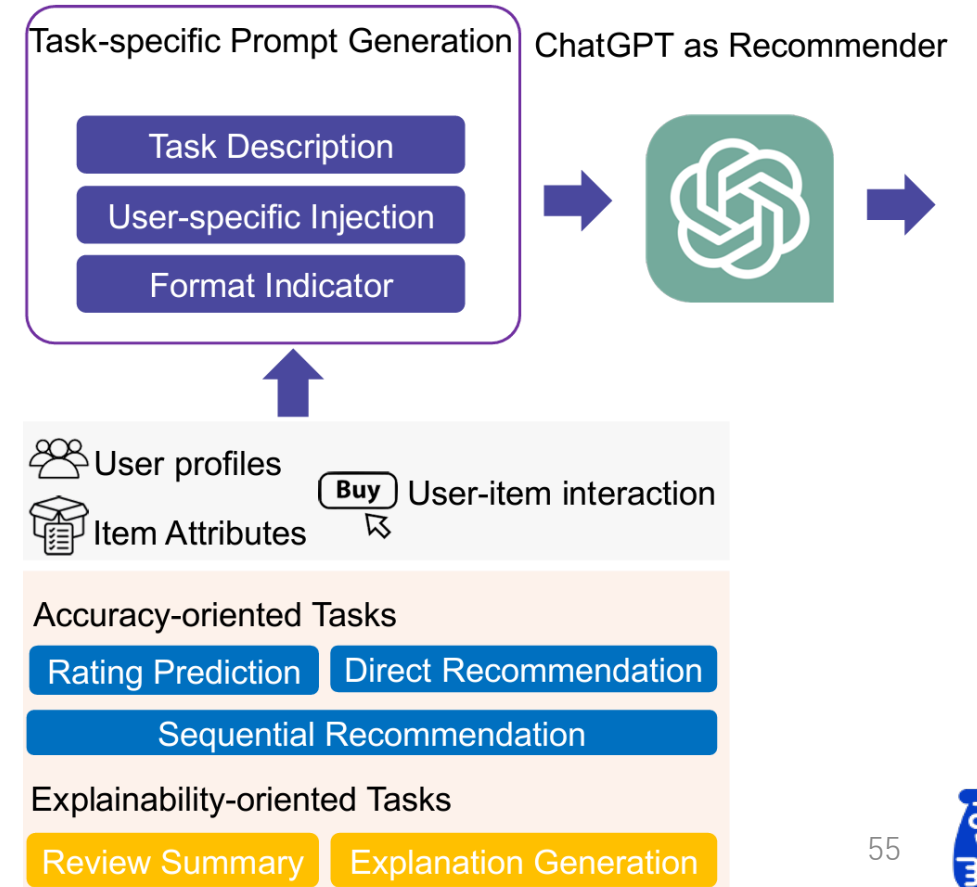 Task-specific Prompt Generation
ChatGPT as Recommender
Task Description
User-specific Injection
Format Indicator
User profiles
Buy
User-item interaction
Item Attributes
Accuracy-oriented Tasks
Rating Prediction
Direct Recommendation
Sequential Recommendation
Explainability-oriented Tasks
Review Summary
Explanation Generation
55